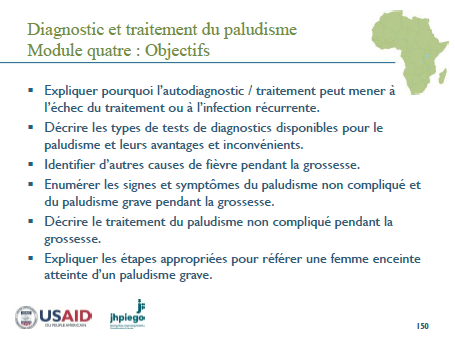 Diagnostic et traitement du paludisme
Module quatre : Objectifs
▪ Expliquer pourquoi l'autodiagnostic / traitement peut mener à
l'échec du traitement ou à l'infection récurrente.
▪ Décrire les types de tests de diagnostics disponibles pour le
paludisme et leurs avantages et inconvénients.
▪ Identifier d'autres causes de fièvre pendant la grossesse.
▪ Enumérer les signes et symptômes du paludisme non compliqué et
du paludisme grave pendant la grossesse.
▪ Décrire le traitement du paludisme non compliqué pendant la
grossesse.
▪ Expliquer les étapes appropriées pour référer une femme enceinte
atteinte d'un paludisme grave.
USAID
jhpiego
150